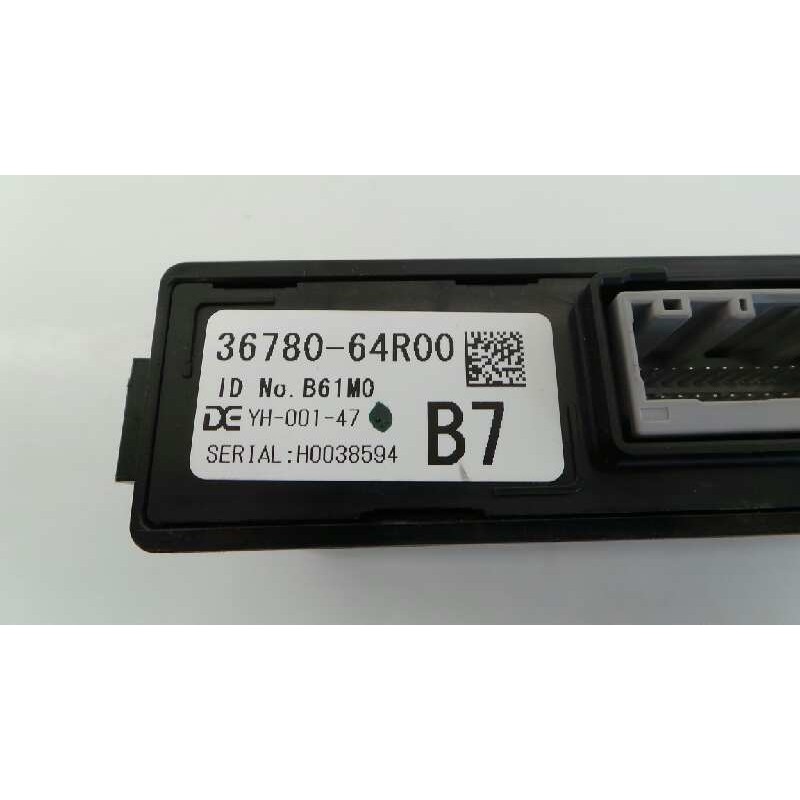 36780-64R00
ID No. B61M0
DE YH-001-47
B7
SERIAL:H0038594